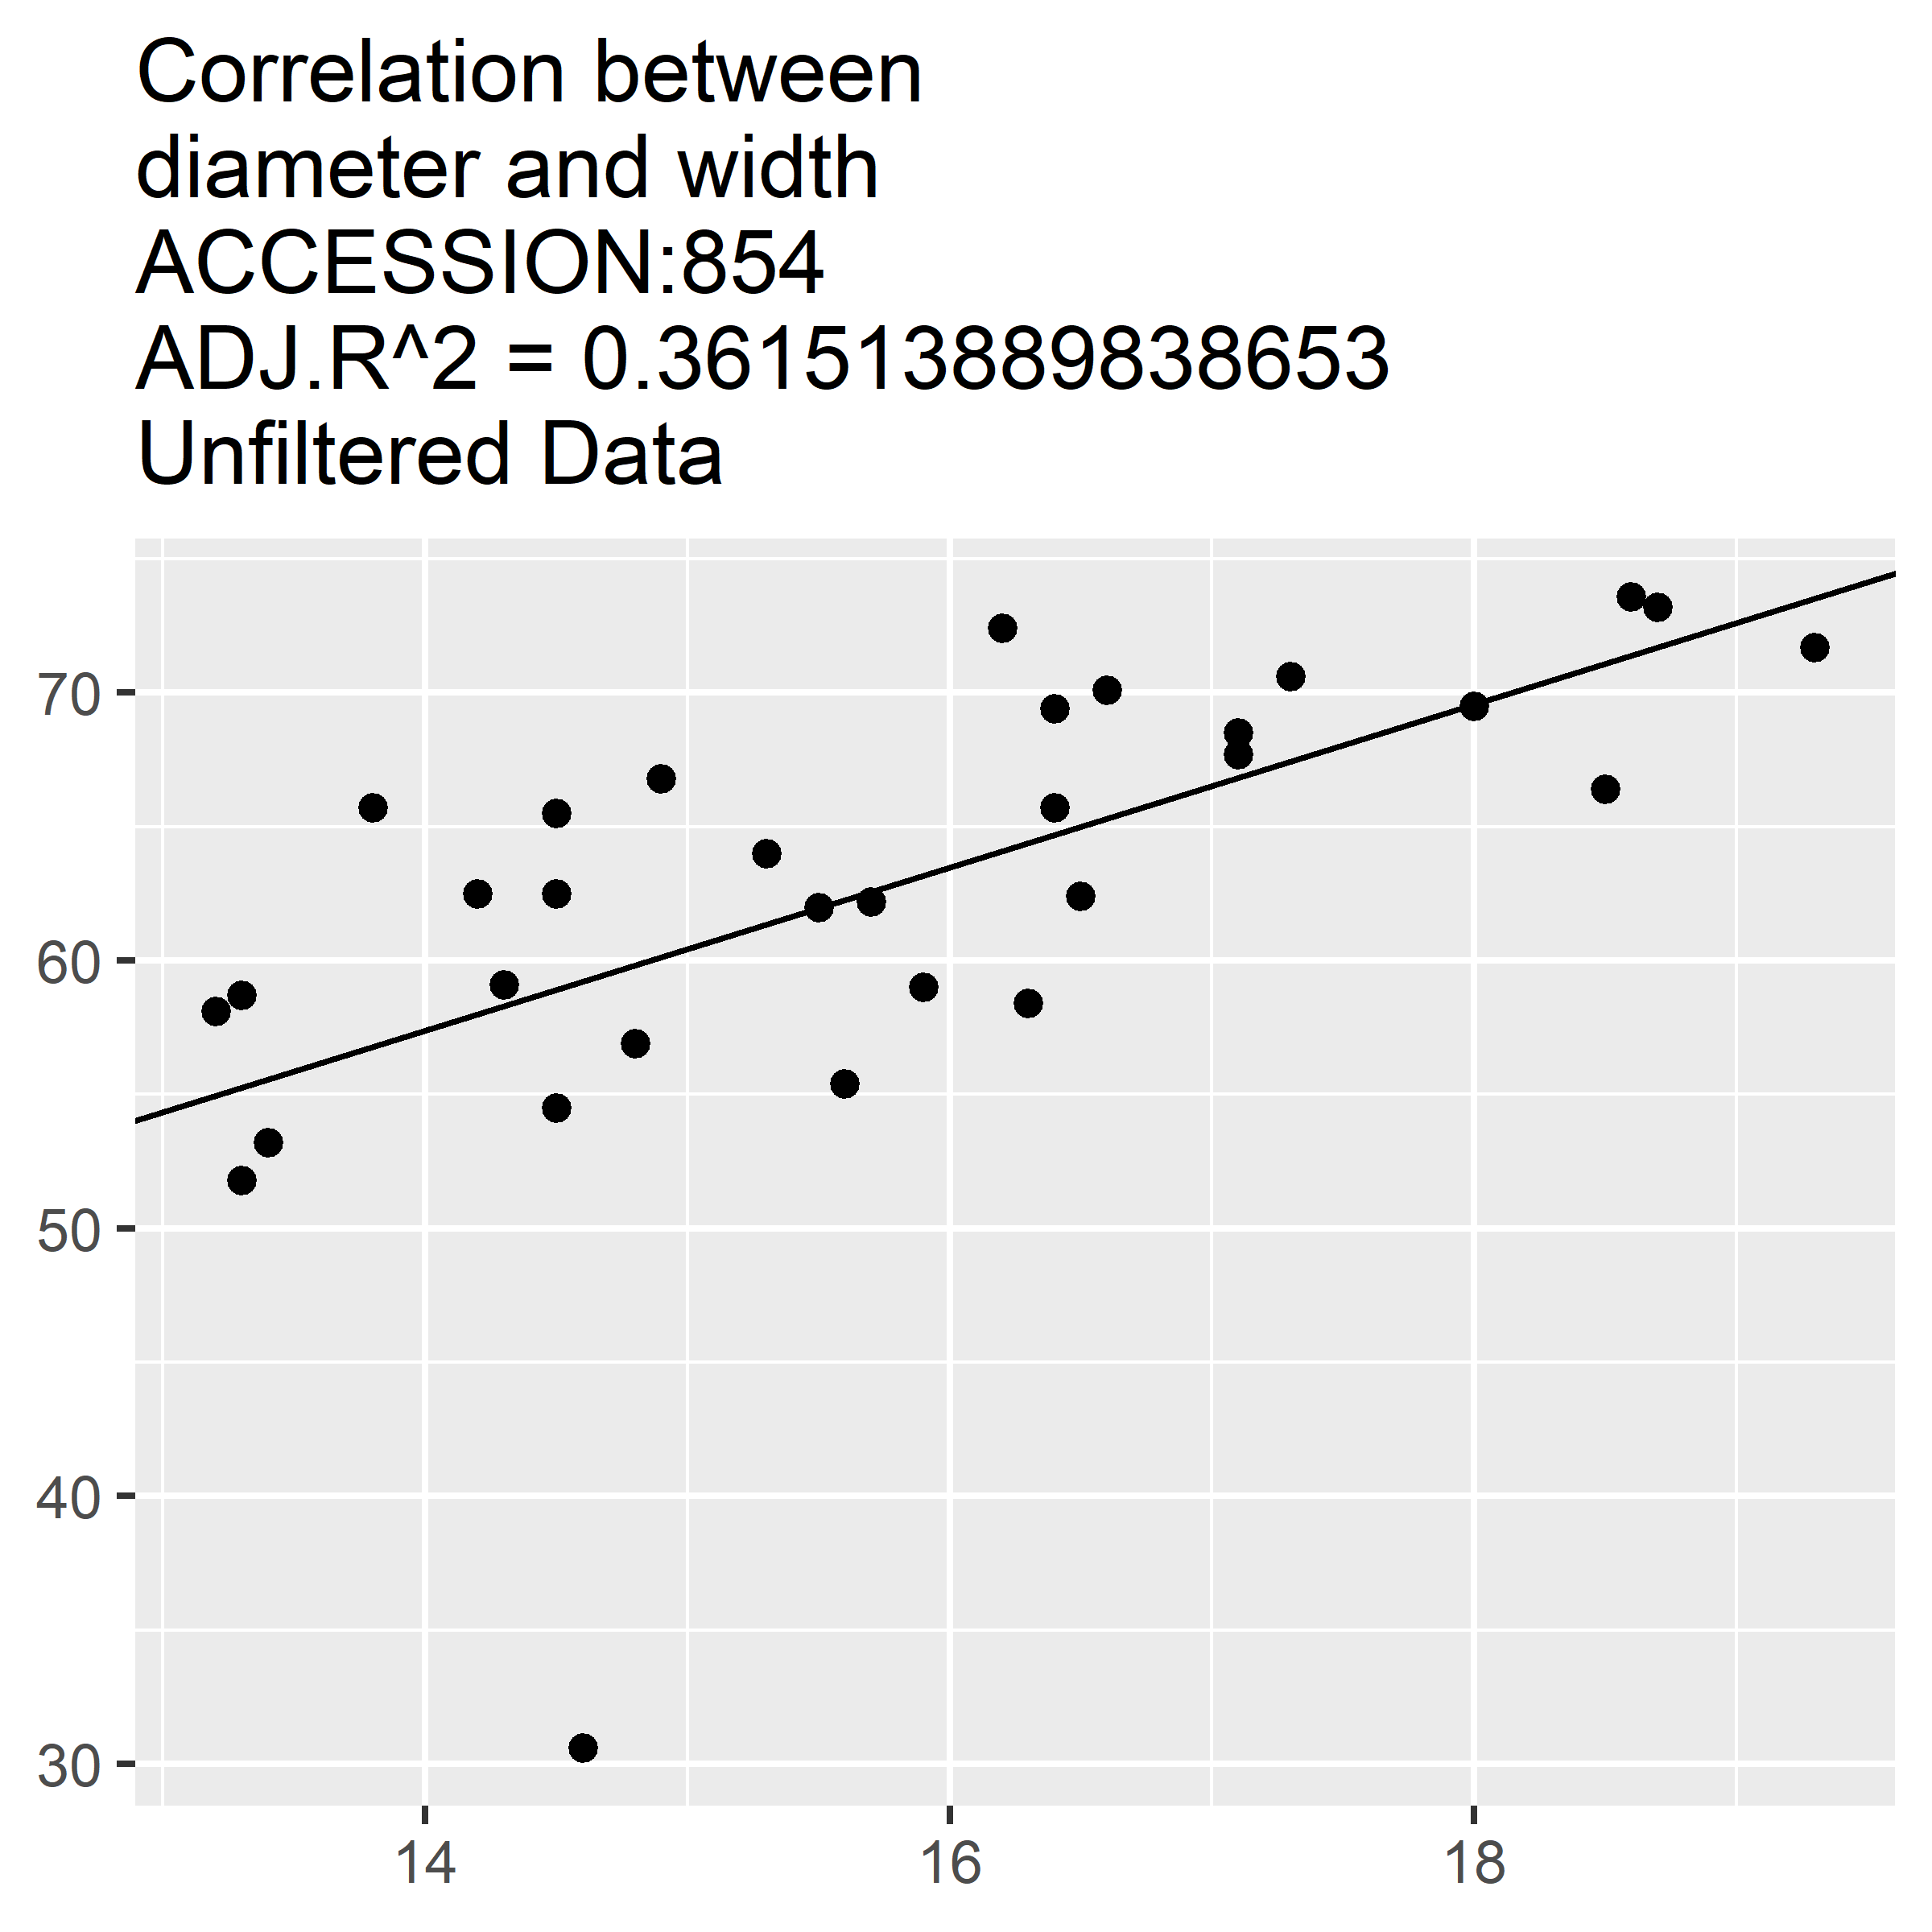 Correlation between
diameter and width
ACCESSION:854
ADJ.R^2 = 0.361513889838653
Unfiltered Data
70
60
50
40
30
14 16 18